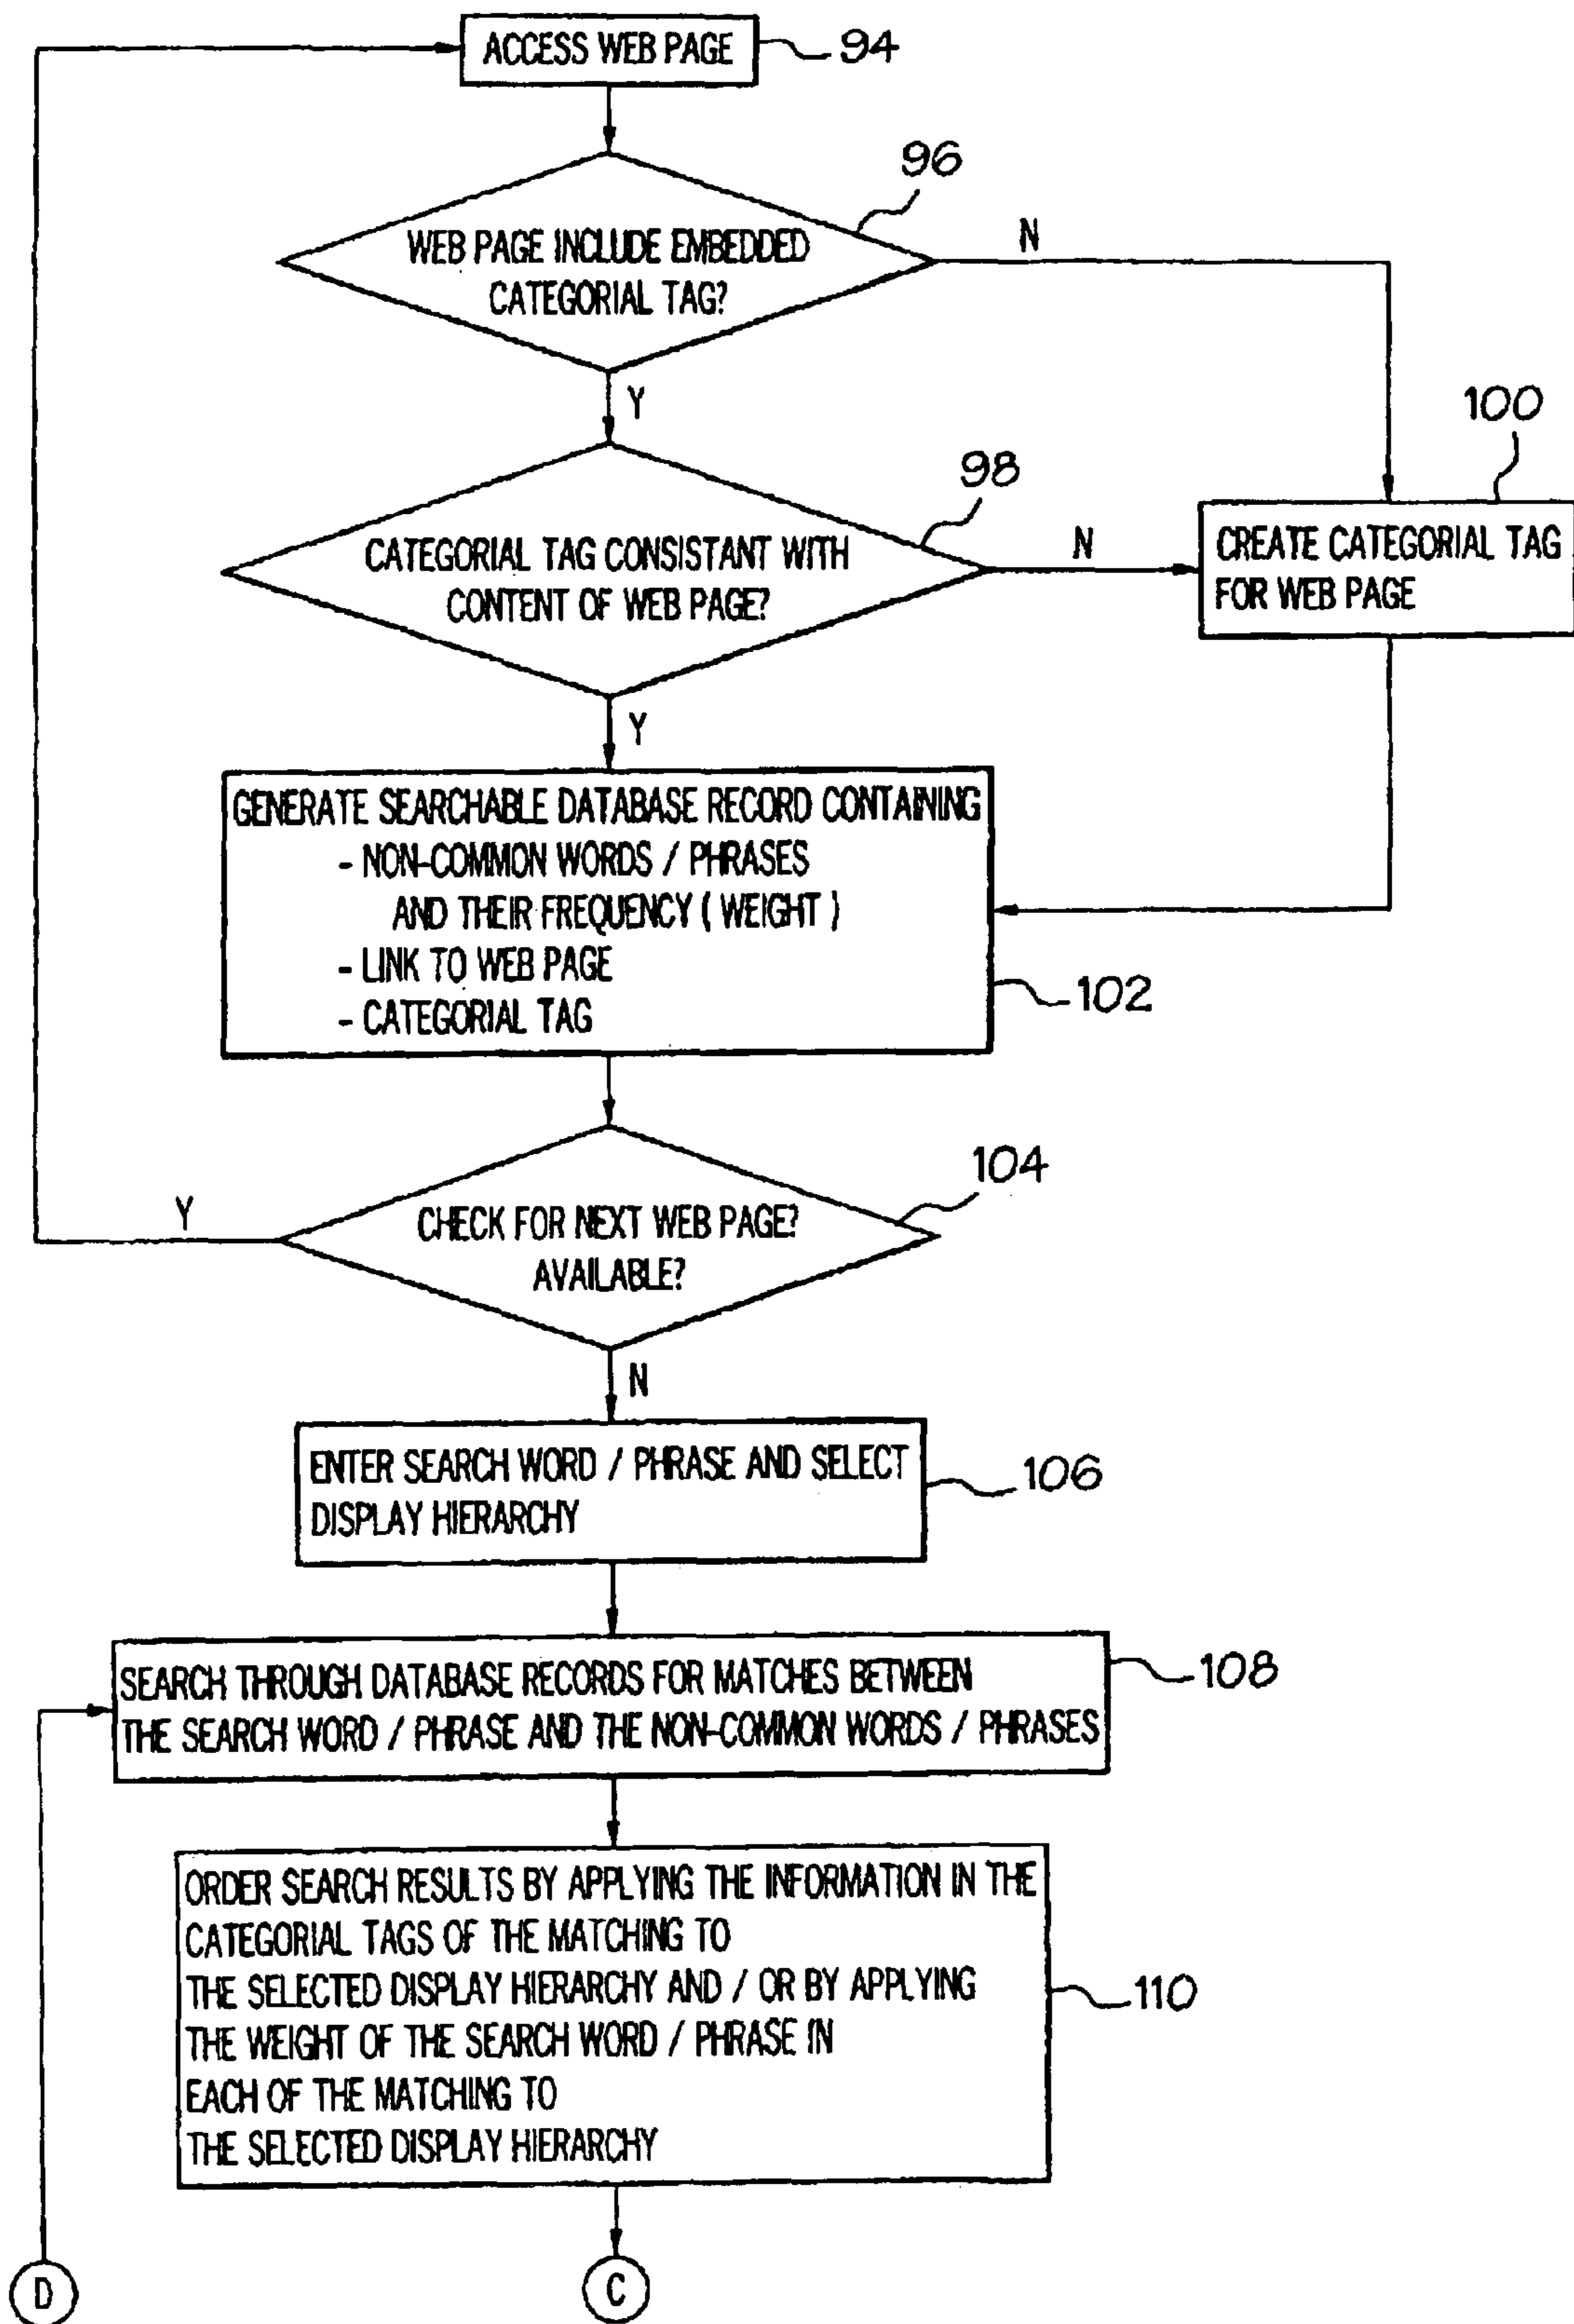 ACCESS WEB PAGE
94
96
WEB PAGE INCLUDE EMBEDDED
CATEGORIAL TAG?
N
Y
100
98
CATEGORIAL TAG CONSISTANT WITH
CONTENT OF WEB PAGE?
N
CREATE CATEGORIAL TAG
FOR WEB PAGE
Y
GENERATE SEARCHABLE DATABASE RECORD CONTAINING
- NON-COMMON WORDS / PHRASES
AND THEIR FREQUENCY ( WEIGHT )
- LINK TO WEB PAGE
- CATEGORIAL TAG
102
104
Y
CHECK FOR NEXT WEB PAGE?
AVAILABLE?
N
ENTER SEARCH WORD / PHRASE AND SELECT
DISPLAY HIERARCHY
106
SEARCH THROUGH DATABASE RECORDS FOR MATCHES BETWEEN
THE SEARCH WORD / PHRASE AND THE NON-COMMON WORDS / PHRASES
108
ORDER SEARCH RESULTS BY APPLYING THE INFORMATION IN THE
CATEGORIAL TAGS OF THE MATCHING TO
THE SELECTED DISPLAY HIERARCHY AND / OR BY APPLYING
THE WEIGHT OF THE SEARCH WORD / PHRASE IN
EACH OF THE MATCHING TO
THE SELECTED DISPLAY HIERARCHY
110
D
C